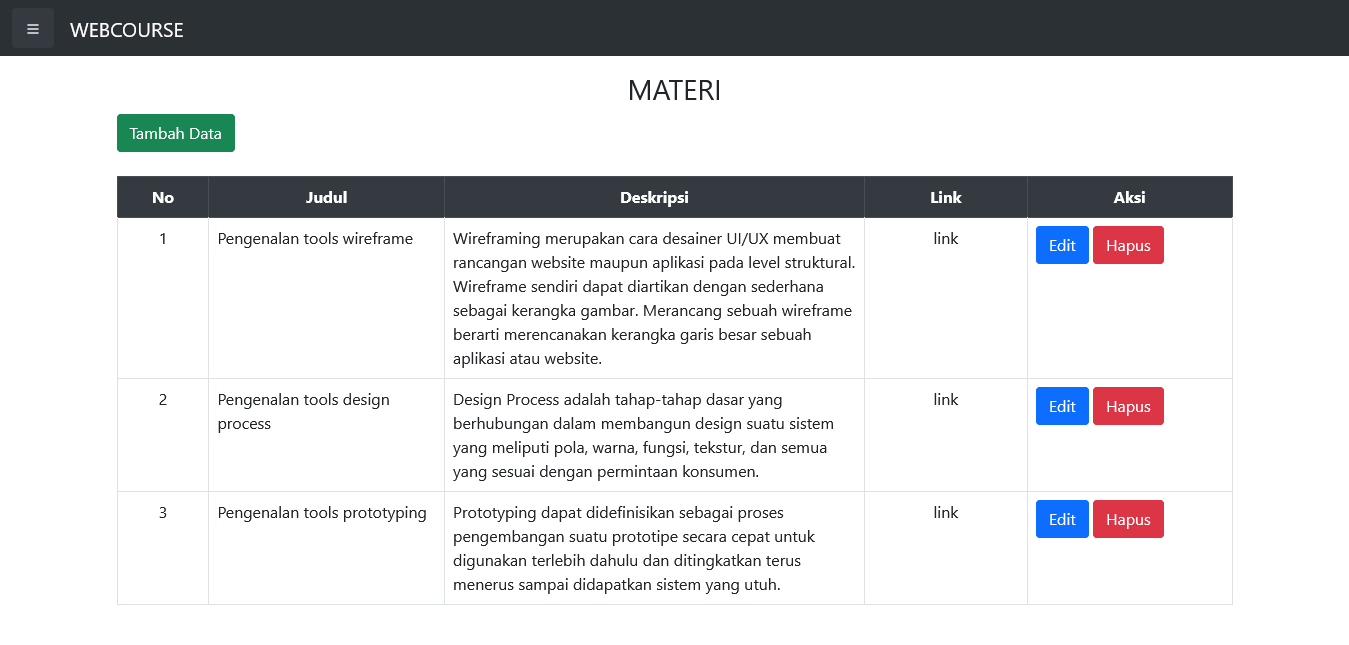 ≡ WEBCOURSE
MATERI
Tambah Data
No Judul Deskripsi Link Aksi
1 Pengenalan tools wireframe Wireframing merupakan cara desainer UI/UX membuat link Edit Hapus
rancangan website maupun aplikasi pada level struktural.
Wireframe sendiri dapat diartikan dengan sederhana
sebagai kerangka gambar. Merancang sebuah wireframe
berarti merencanakan kerangka garis besar sebuah
aplikasi atau website.
2 Pengenalan tools design Design Process adalah tahap-tahap dasar yang link Edit Hapus
process berhubungan dalam membangun design suatu sistem
yang meliputi pola, warna, fungsi, tekstur, dan semua
yang sesuai dengan permintaan konsumen.
3 Pengenalan tools prototyping Prototyping dapat didefinisikan sebagai proses link Edit Hapus
pengembangan suatu prototipe secara cepat untuk
digunakan terlebih dahulu dan ditingkatkan terus
menerus sampai didapatkan sistem yang utuh.